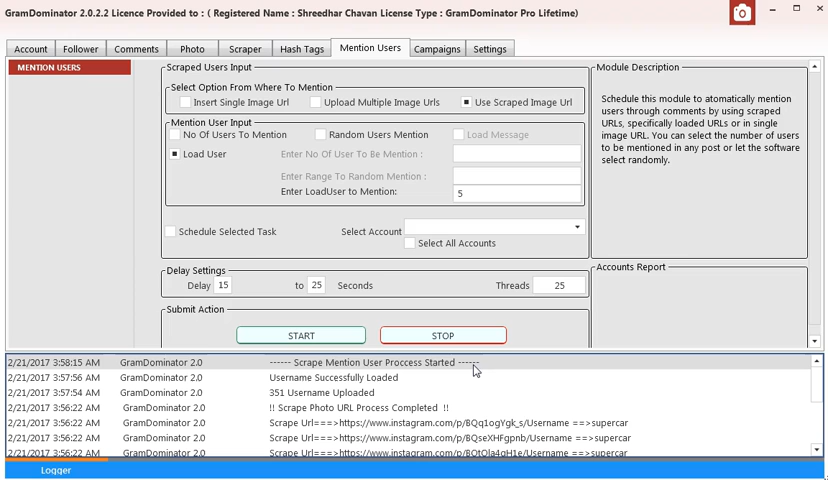 GramDominator 2.0.2.2 Licence Provided to : ( Registered Name : Shreedhar Chavan License Type : GramDominator Pro Lifetime)
Account Follower Comments Photo Scraper Hash Tags Mention Users Campaigns Settings
MENTION USERS
Scraped Users Input
Select Option From Where To Mention
Insert Single Image Url Upload Multiple Image Urls Use Scraped Image Url
Mention User Input
No Of Users To Mention Random Users Mention Load Message
Load User Enter No Of User To Be Mention :
Enter Range To Random Mention :
Enter LoadUser to Mention: 5
Schedule Selected Task Select Account
Select All Accounts
Delay Settings
Delay 15 to 25 Seconds Threads 25
Submit Action
START STOP
Module Description
Schedule this module to atomatically mention
users through comments by using scraped
URLs, specifically loaded URLs or in single
image URL. You can select the number of users
to be mentioned in any post or let the software
select randomly.
Accounts Report
2/21/2017 3:58:15 AM GramDominator 2.0 ------ Scrape Mention User Proccess Started ------
2/21/2017 3:57:56 AM GramDominator 2.0 Username Successfully Loaded
2/21/2017 3:57:54 AM GramDominator 2.0 351 Username Uploaded
2/21/2017 3:56:22 AM GramDominator 2.0 !! Scrape Photo URL Process Completed !!
2/21/2017 3:56:22 AM GramDominator 2.0 Scrape Url===>https://www.instagram.com/p/BQq1ogYgk_s/Username ==>supercar
2/21/2017 3:56:22 AM GramDominator 2.0 Scrape Url===>https://www.instagram.com/p/BQseXHFgpnb/Username ==>supercar
2/21/2017 3:56:22 AM GramDominator 2.0 Scrape Url===>https://www.instagram.com/p/BQtQla4gH1e/Username ==>supercar
Logger